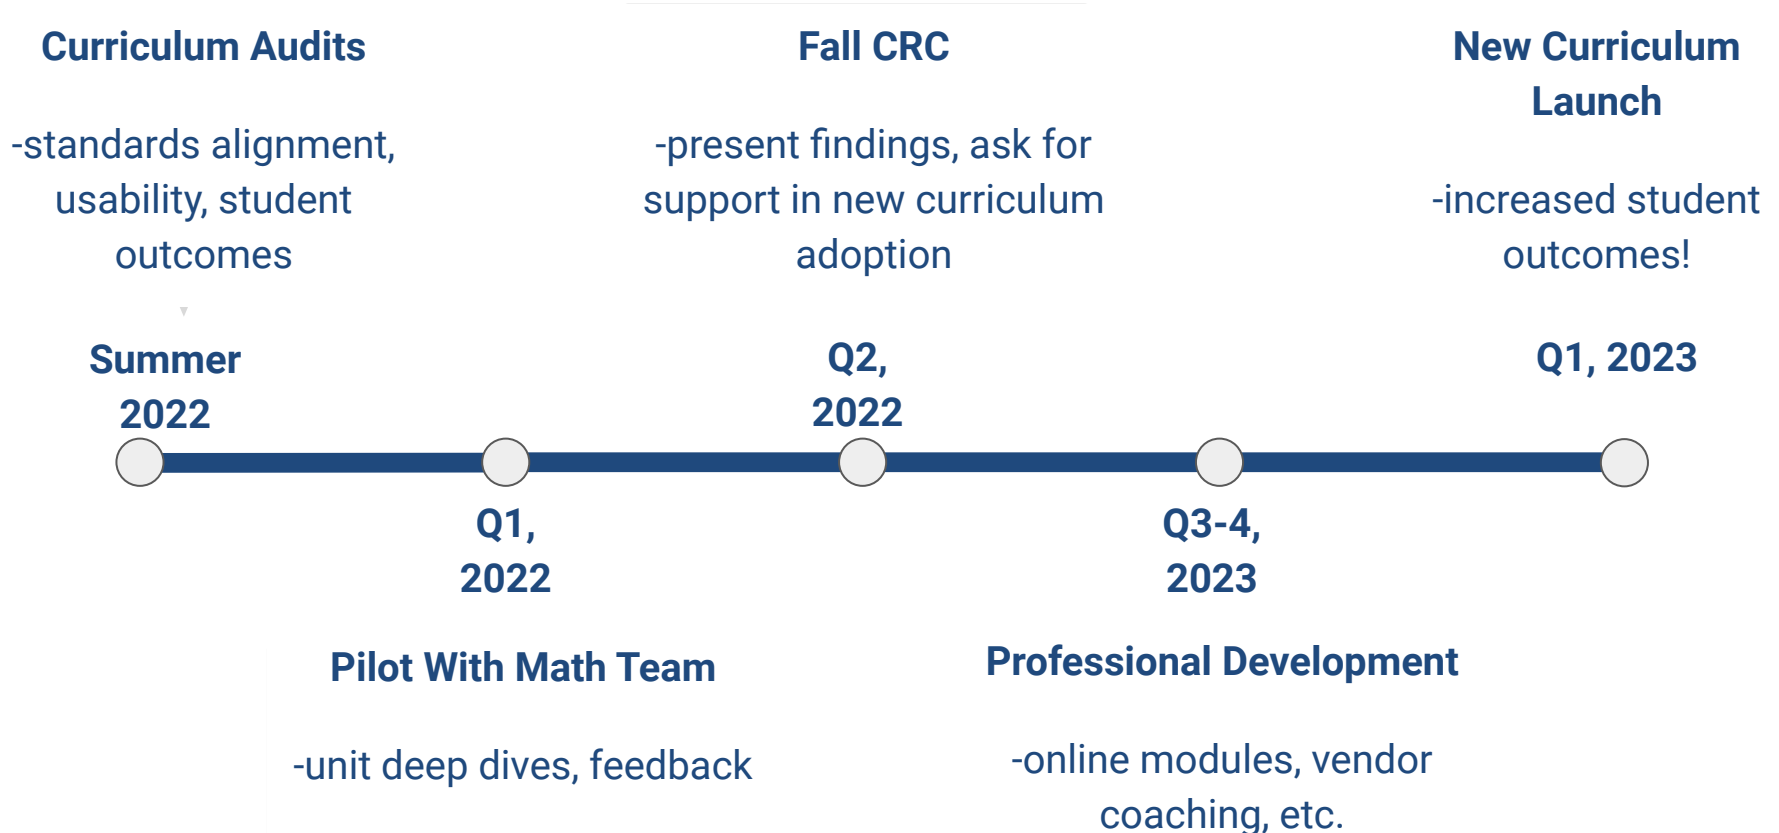 Curriculum Audits
-standards alignment,
usability, student
outcomes
Summer
2022
Q1,
2022
Pilot With Math Team
-unit deep dives, feedback
Fall CRC
-present findings, ask for
support in new curriculum
adoption
Q2,
2022
Q3-4,
2023
Professional Development
-online modules, vendor
coaching, etc.
New Curriculum
Launch
-increased student
outcomes!
Q1, 2023